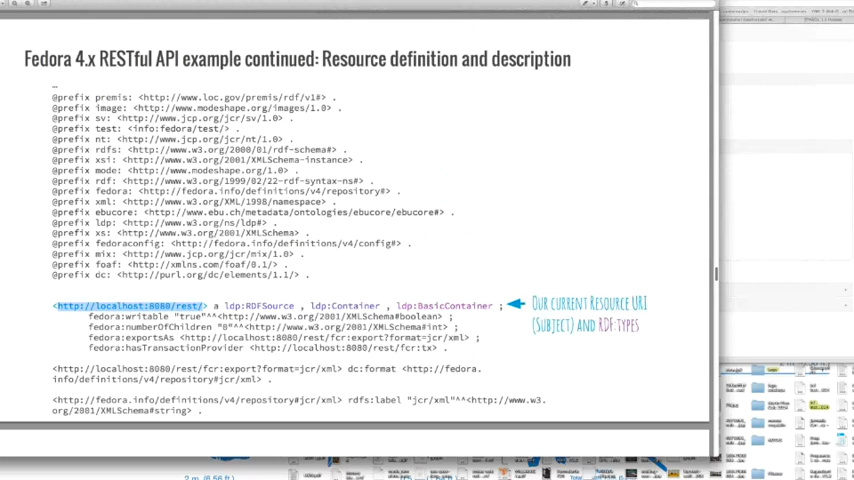 Fedora 4.x RESTful API example continued: Resource definition and description
…
@prefix premis: <http://www.loc.gov/premis/rdf/v1#> .
@prefix image: <http://www.modeshape.org/images/1.0> .
@prefix sv: <http://www.jcp.org/jcr/sv/1.0> .
@prefix test: <info:fedora/test/> .
@prefix nt: <http://www.jcp.org/jcr/nt/1.0> .
@prefix rdfs: <http://www.w3.org/2000/01/rdf-schema#> .
@prefix xsi: <http://www.w3.org/2001/XMLSchema-instance> .
@prefix mode: <http://www.modeshape.org/1.0> .
@prefix rdf: <http://www.w3.org/1999/02/22-rdf-syntax-ns#> .
@prefix fedora: <http://fedora.info/definitions/v4/repository#> .
@prefix xml: <http://www.w3.org/XML/1998/namespace> .
@prefix ebucore: <http://www.ebu.ch/metadata/ontologies/ebucore/ebucore#> .
@prefix ldp: <http://www.w3.org/ns/ldp#> .
@prefix xs: <http://www.w3.org/2001/XMLSchema> .
@prefix fedoraconfig: <http://fedora.info/definitions/v4/config#> .
@prefix mix: <http://www.jcp.org/jcr/mix/1.0> .
@prefix foaf: <http://xmlns.com/foaf/0.1/> .
@prefix dc: <http://purl.org/dc/elements/1.1/> .
<http://localhost:8080/rest/> a ldp:RDFSource , ldp:Container , ldp:BasicContainer ;
fedora:writable "true"^^<http://www.w3.org/2001/XMLSchema#boolean> ;
fedora:numberOfChildren "0"^^<http://www.w3.org/2001/XMLSchema#int> ;
fedora:exportsAs <http://localhost:8080/rest/fcr:export?format=jcr/xml> ;
fedora:hasTransactionProvider <http://localhost:8080/rest/fcr:tx> .
Our current Resource URI
(Subject) and RDF:types
<http://localhost:8080/rest/fcr:export?format=jcr/xml> dc:format <http://fedora.
info/definitions/v4/repository#jcr/xml> .
<http://fedora.info/definitions/v4/repository#jcr/xml> rdfs:label "jcr/xml"^^<http://www.w3.
org/2001/XMLSchema#string> .
2 m (6.56 ft)